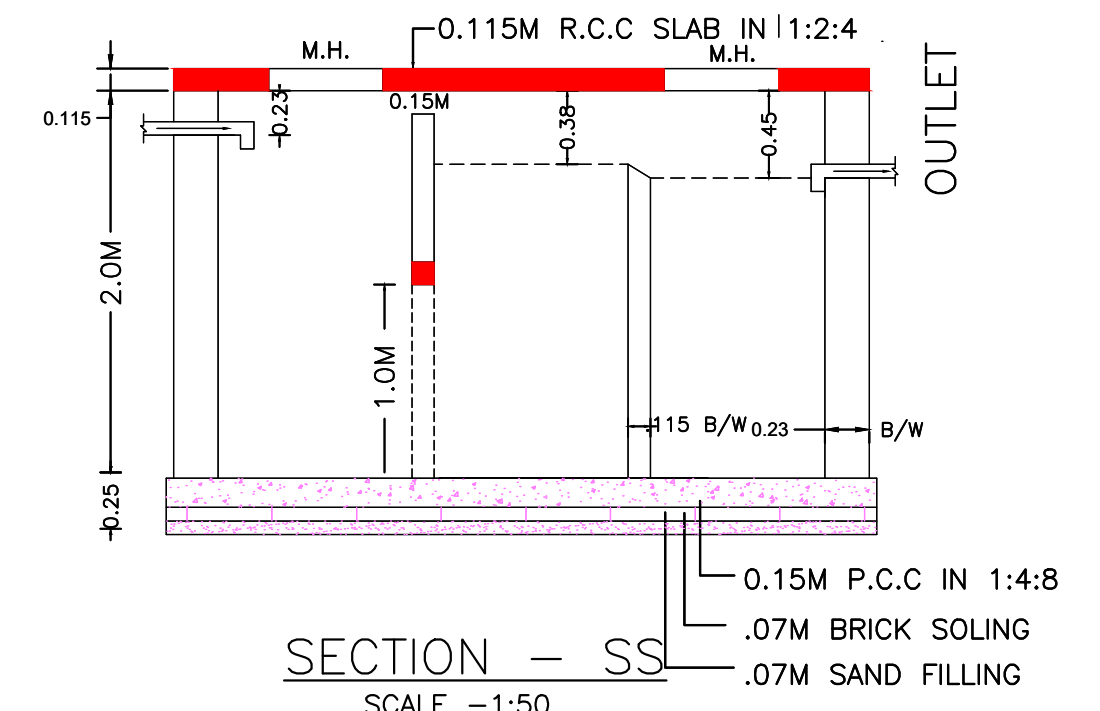 0.115M R.C.C SLAB IN 1:2:4
M.H.
M.H.
OUTLET
0.115
0.23
0.15M
0.38
0.45
2.0M
1.0M
115 B/W
0.23
B/W
0.25
0.15M P.C.C IN 1:4:8
.07M BRICK SOLING
.07M SAND FILLING
SECTION - SS
SCALE -1:50